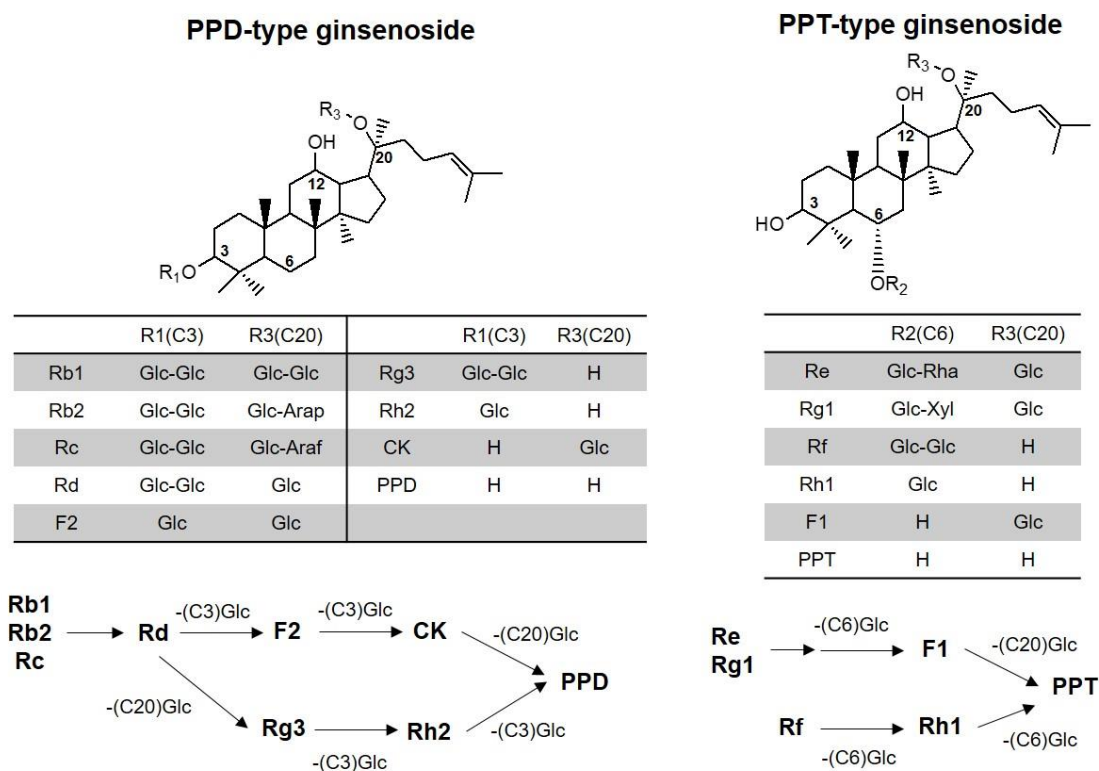 PPD-type ginsenoside
R3
O
OH
20
12
3
6
R1O
R1(C3) R3(C20) R1(C3) R3(C20)
Rb1 Glc-Glc Glc-Glc Rg3 Glc-Glc H
Rb2 Glc-Glc Glc-Arap Rh2 Glc H
Rc Glc-Glc Glc-Araf CK H Glc
Rd Glc-Glc Glc PPD H H
F2 Glc Glc
Rb1
Rb2
Rc
Rd
-(C3)Glc
F2
-(C3)Glc
CK
-(C20)Glc
PPD
-(C20)Glc
Rg3
-(C3)Glc
Rh2
-(C3)Glc
PPT-type ginsenoside
R3
O
OH
20
12
3
6
HO
OR2
R2(C6) R3(C20)
Re Glc-Rha Glc
Rg1 Glc-Xyl Glc
Rf Glc-Glc H
Rh1 Glc H
F1 H Glc
PPT H H
Re
Rg1
-(C6)Glc
F1
-(C20)Glc
PPT
Rf
-(C6)Glc
Rh1
-(C6)Glc